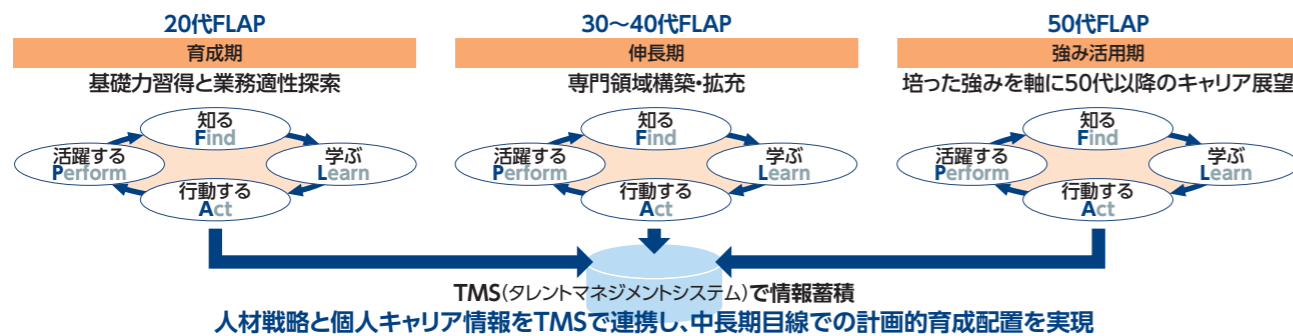 20代FLAP
育成期
基礎力習得と業務適性探索
知る
Find
活躍する
Perform
学ぶ
Learn
行動する
Act
30～40代FLAP
伸長期
専門領域構築・拡充
知る
Find
活躍する
Perform
学ぶ
Learn
行動する
Act
50代FLAP
強み活用期
培った強みを軸に50代以降のキャリア展望
知る
Find
活躍する
Perform
学ぶ
Learn
行動する
Act
TMS（タレントマネジメントシステム）で情報蓄積
人材戦略と個人キャリア情報をTMSで連携し、中長期目線での計画的育成配置を実現